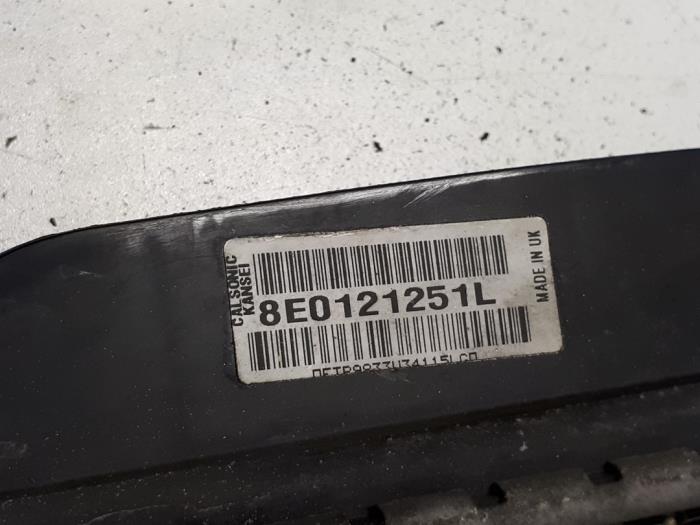 CALSONIC
KANSEI
8E0121251L
MADE IN UK